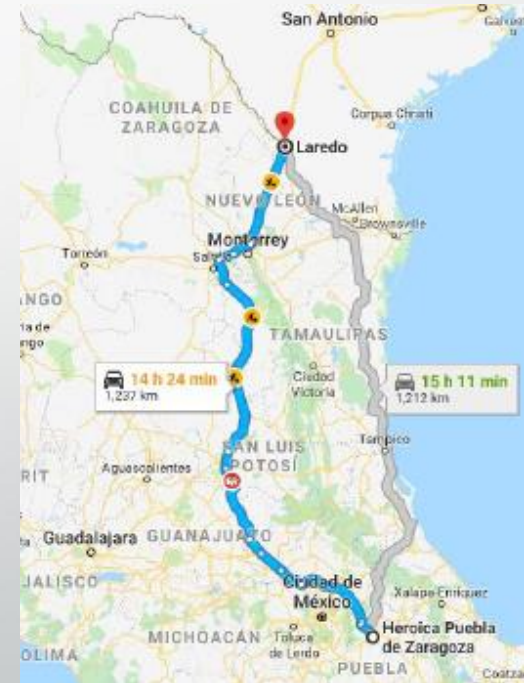 San Antonio
COAHUILA DE
ZARAGOZA
Corpus Christi
Laredo
NUEVO LEÓN
McAllen
Brownsville
Monterrey
Torreón
TAMAULIPAS
14 h 24 min
1,237 km
Ciudad
Victoria
15 h 11 min
1,212 km
SAN LUIS
POTOSÍ
Tampico
Aguascalientes
Guadalajara
GUANAJUATO
JALISCO
Ciudad de
México
Xalapa-Enríquez
MICHOACÁN
Toluca
de Lerdo
Heroica Puebla
de Zaragoza
PUEBLA